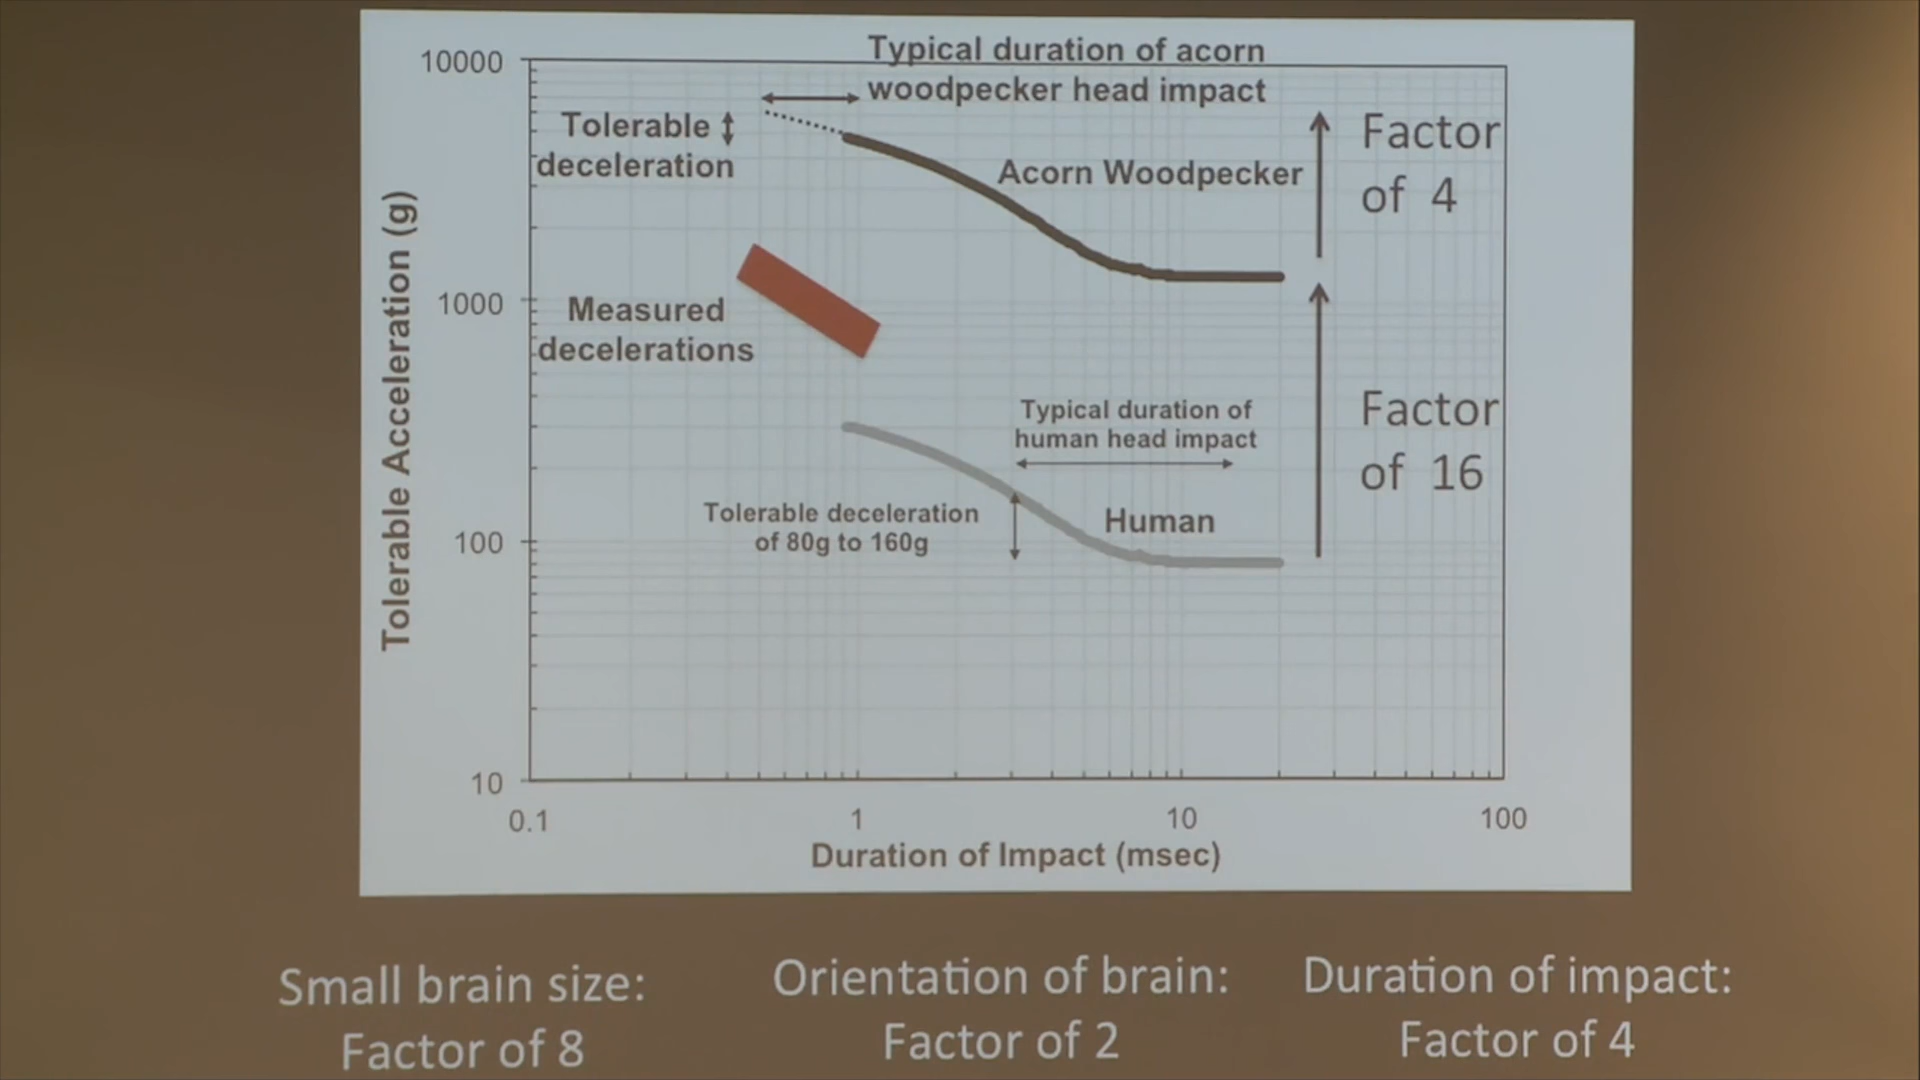 Typical duration of acorn
woodpecker head impact
10000
Tolerable
deceleration
Factor
of 4
Acorn Woodpecker
Tolerable Acceleration (g)
1000
Measured
decelerations
Typical duration of
human head impact
Factor
of 16
Tolerable deceleration
of 80g to 160g
Human
100
10
0.1
1
10
100
Duration of Impact (msec)
Small brain size:
Factor of 8
Orientation of brain:
Factor of 2
Duration of impact:
Factor of 4